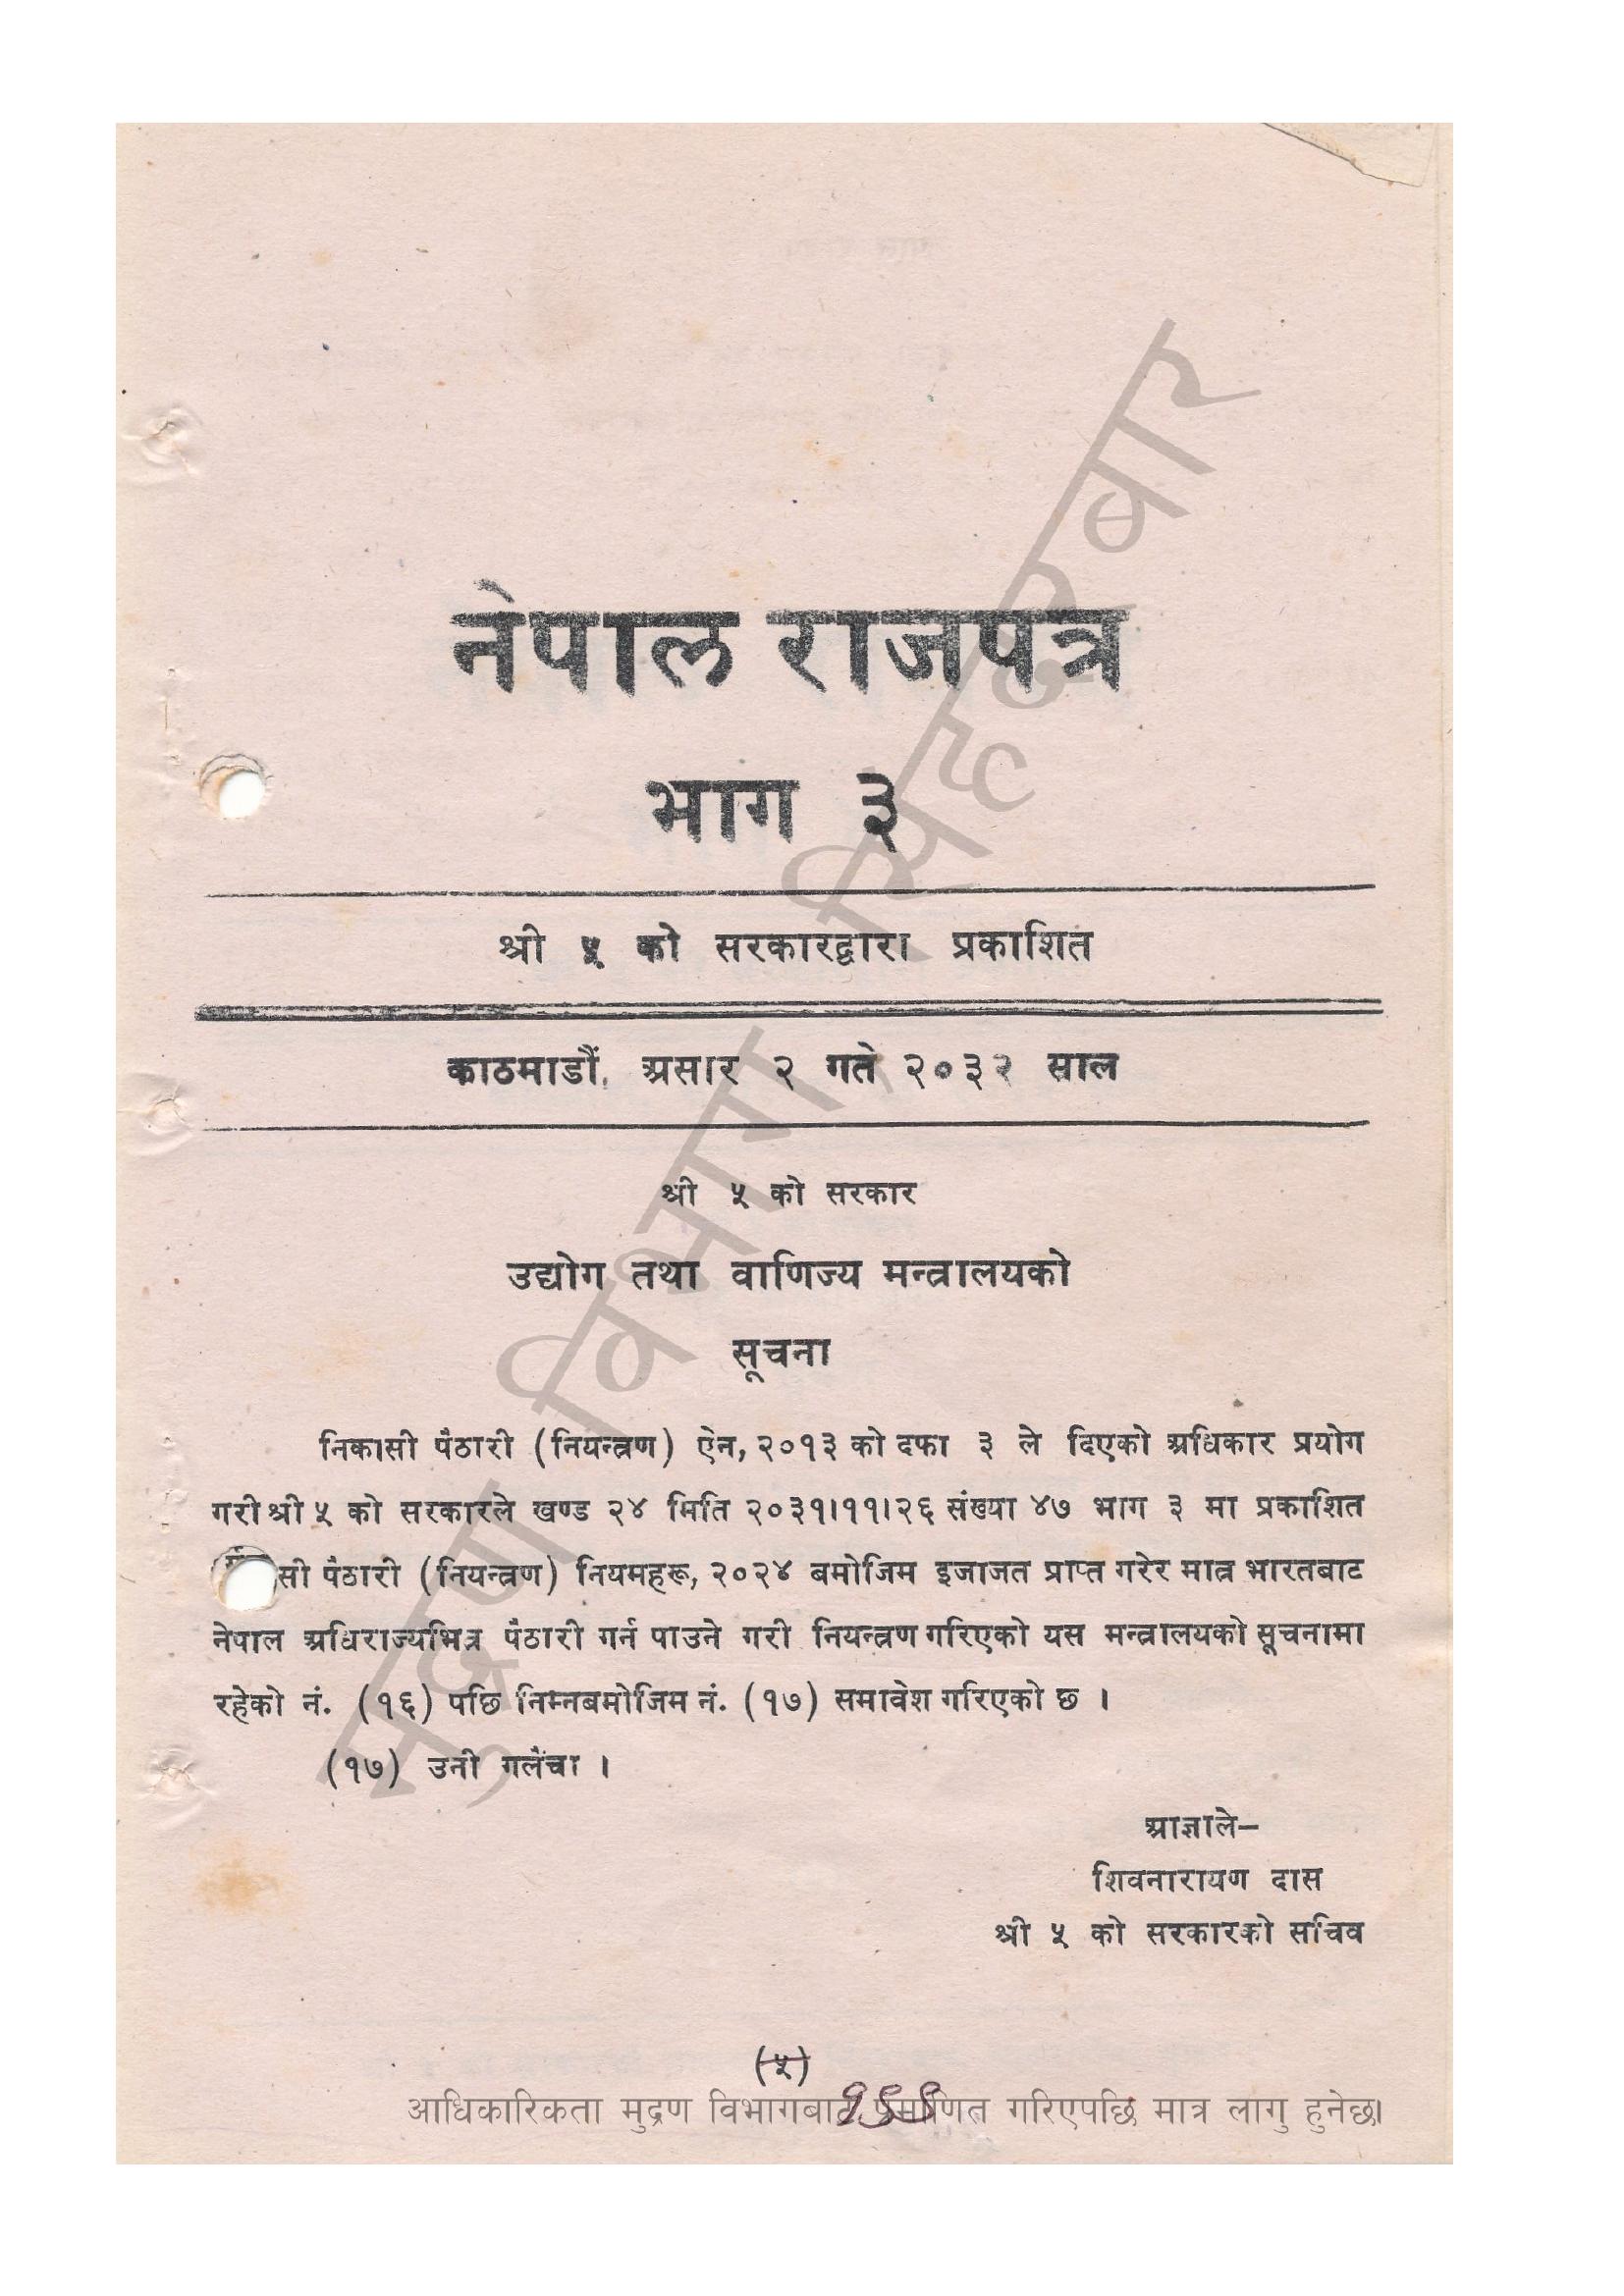 नेपाल राजपत्र
भाग ३
श्री ५ को सरकारद्वारा प्रकाशित
काठमाडौं, असार २ गते २०३२ साल
श्री ५ को सरकार
उद्योग तथा वाणिज्य मन्त्रालयको
सूचना
निकासी पैठारी (नियन्त्रण) ऐन, २०१३ को दफा ३ ले दिएको अधिकार प्रयोग
गरी श्री ५ को सरकारले खण्ड २४ मिति २०३१।११।२६ संख्या ४७ भाग ३ मा प्रकाशित
सी पैठारी (नियन्त्रण) नियमहरू, २०२४ बमोजिम इजाजत प्राप्त गरेर मात्र भारतबाट
नेपाल अधिराज्यभित्र पैठारी गर्न पाउने गरी नियन्त्रण गरिएको यस मन्त्रालयको सूचनामा
रहेको नं. (१६) पछि निम्नबमोजिम नं. (१७) समावेश गरिएको छ ।
(१७) उनी गलैंचा ।
आज्ञाले–
शिवनारायण दास
श्री ५ को सरकारको सचिव
(५)
आधिकारिकता मुद्रण विभागबाट प्रमाणित गरिएपछि मात्र लागु हुनेछ।
मुद्रण विभाग, सिंहदरबार